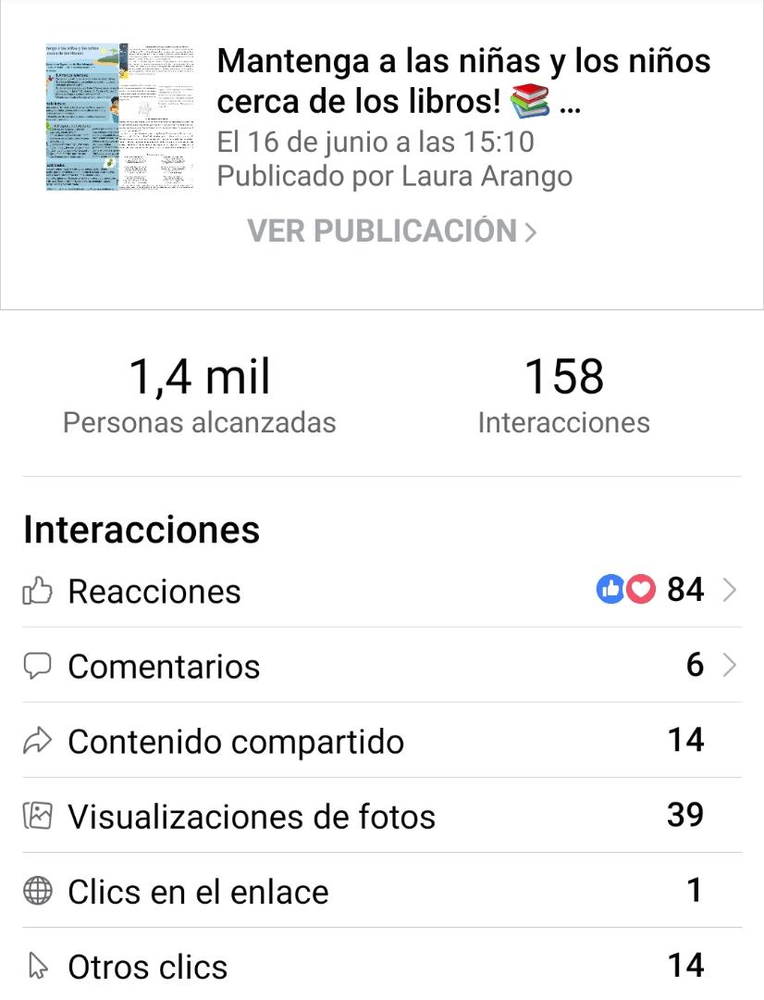 Mantenga a las niñas y los niños
cerca de los libros! 📚 ...
El 16 de junio a las 15:10
Publicado por Laura Arango
VER PUBLICACIÓN >
1,4 mil
Personas alcanzadas
158
Interacciones
Interacciones
Reacciones 84
Comentarios 6
Contenido compartido 14
Visualizaciones de fotos 39
Clics en el enlace 1
Otros clics 14